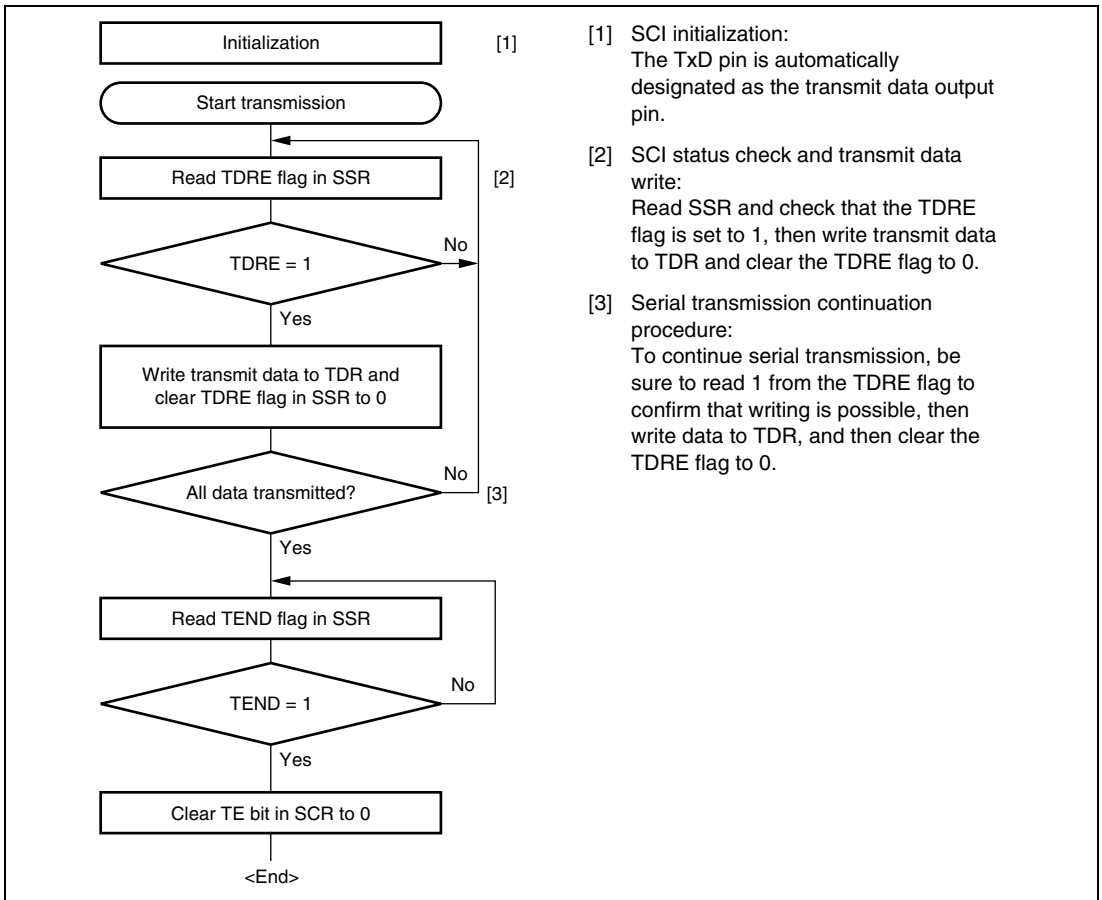 Initialization
[1]
Start transmission
Read TDRE flag in SSR
[2]
TDRE = 1
No
Yes
Write transmit data to TDR and
clear TDRE flag in SSR to 0
All data transmitted?
No
[3]
Yes
Read TEND flag in SSR
TEND = 1
No
Yes
Clear TE bit in SCR to 0
<End>
[1] SCI initialization:
The TxD pin is automatically
designated as the transmit data output
pin.
[2] SCI status check and transmit data
write:
Read SSR and check that the TDRE
flag is set to 1, then write transmit data
to TDR and clear the TDRE flag to 0.
[3] Serial transmission continuation
procedure:
To continue serial transmission, be
sure to read 1 from the TDRE flag to
confirm that writing is possible, then
write data to TDR, and then clear the
TDRE flag to 0.